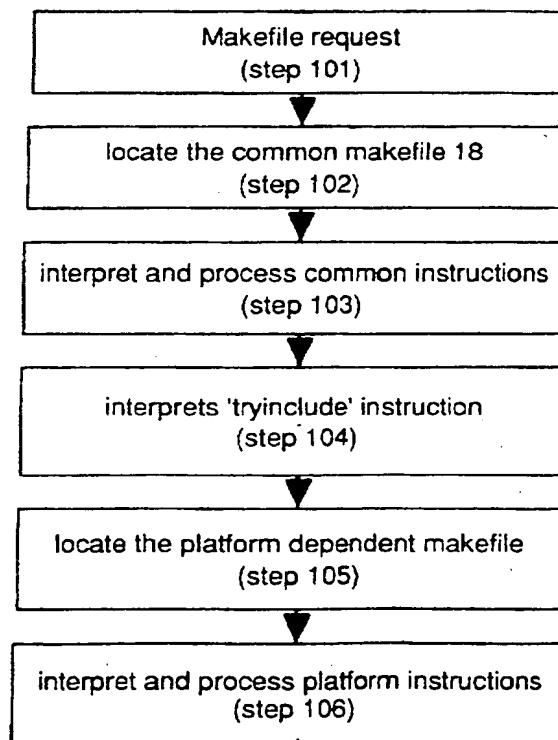 Makefile request
(step 101)
locate the common makefile 18
(step 102)
interpret and process common instructions
(step 103)
interprets 'tryinclude' instruction
(step 104)
locate the platform dependent makefile
(step 105)
interpret and process platform instructions
(step 106)